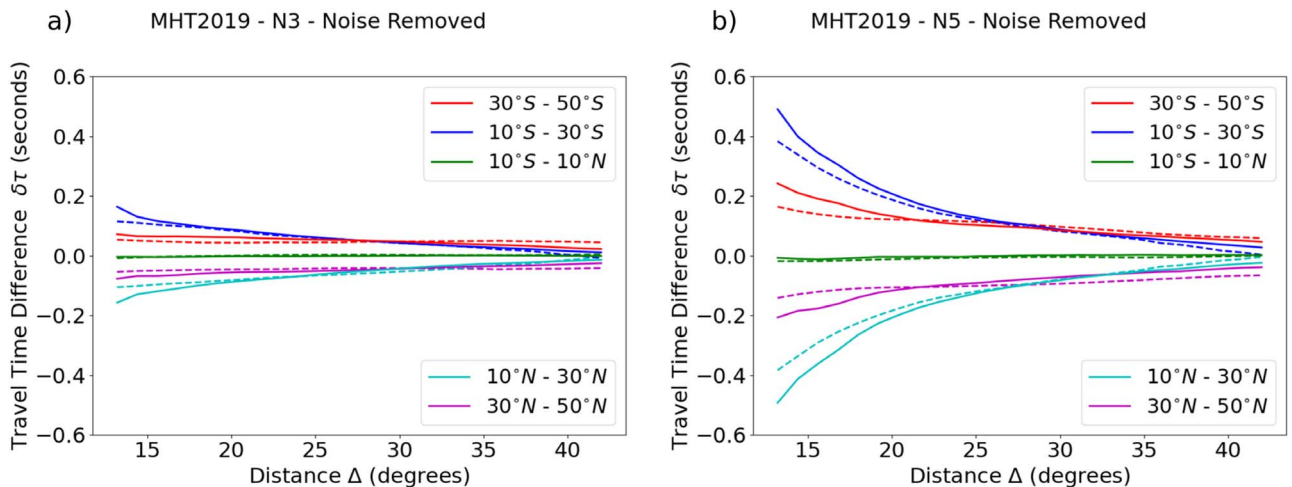 a) MHT2019 - N3 - Noise Removed
Travel Time Difference δτ (seconds)
0.6
0.4
0.2
0.0
−0.2
−0.4
−0.6
30°S - 50°S
10°S - 30°S
10°S - 10°N
10°N - 30°N
30°N - 50°N
15 20 25 30 35 40
Distance Δ (degrees)
b) MHT2019 - N5 - Noise Removed
Travel Time Difference δτ (seconds)
0.6
0.4
0.2
0.0
−0.2
−0.4
−0.6
30°S - 50°S
10°S - 30°S
10°S - 10°N
10°N - 30°N
30°N - 50°N
15 20 25 30 35 40
Distance Δ (degrees)